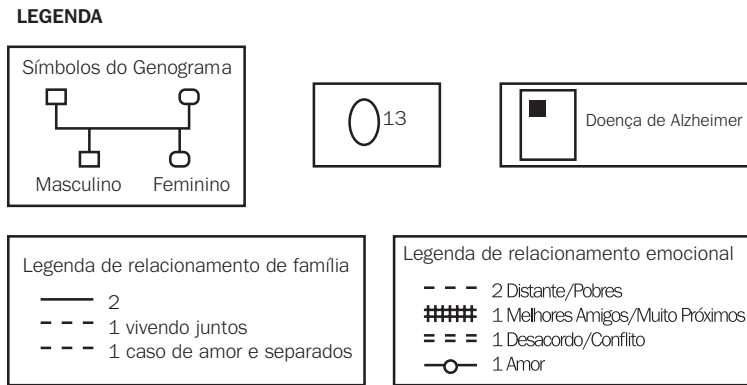 LEGENDA
Símbolos do Genograma
Masculino Feminino
13
Doença de Alzheimer
Legenda de relacionamento de família
2
1 vivendo juntos
1 caso de amor e separados
Legenda de relacionamento emocional
2 Distante/Pobres
1 Melhores Amigos/Muito Próximos
1 Desacordo/Conflito
1 Amor